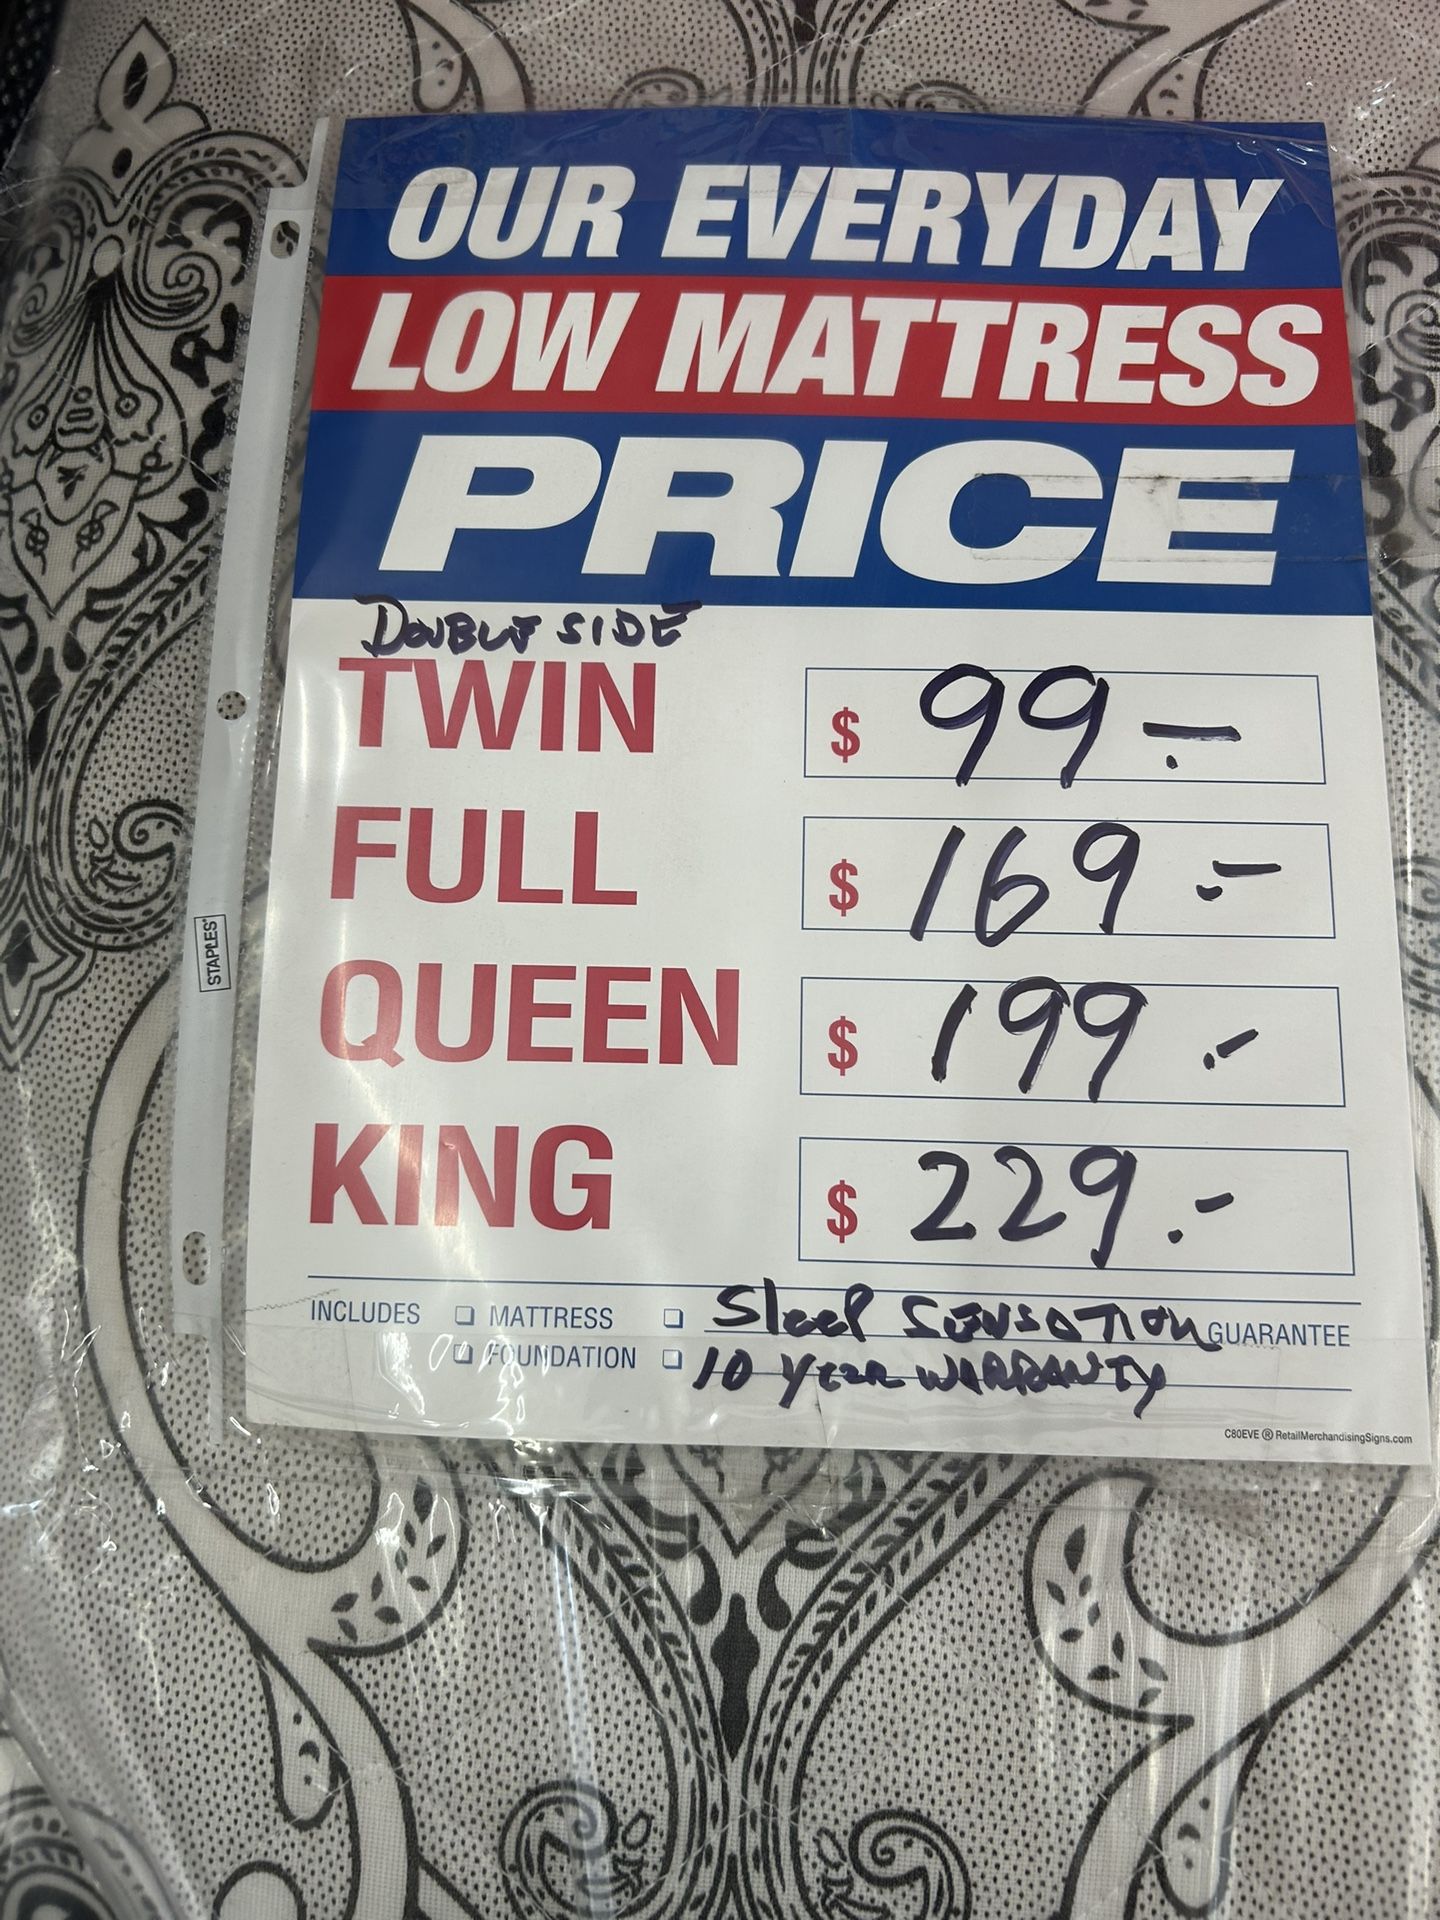 OUR EVERYDAY
LOW MATTRESS
PRICE
DOUBLE SIDE
TWIN $ 99.-
FULL $ 169.-
QUEEN $ 199.-
KING $ 229.-
STAPLES®
INCLUDES ❑ MATTRESS ❑ Sleep SENSATION GUARANTEE
❑ FOUNDATION ❑ 10 YEAR WARRANTY
C80EVE ® RetailMerchandisingSigns.com